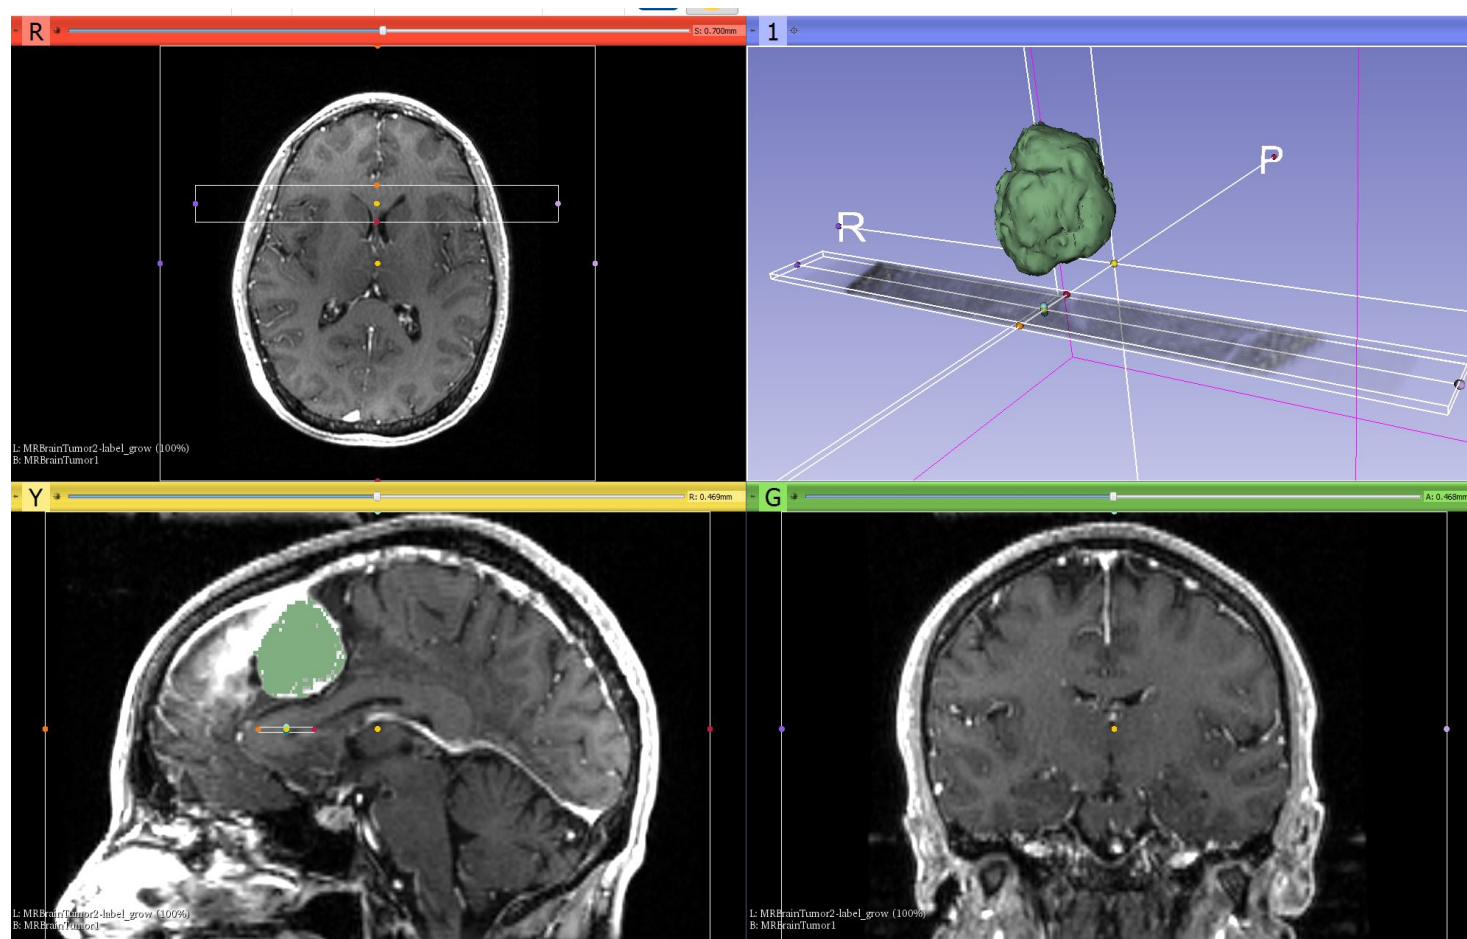 R
S: 0.700mm
L: MRBrainTumor2-label_grow (100%)
B: MRBrainTumor1
1
R
P
Y
R: 0.469mm
L: MRBrainTumor2-label_grow (100%)
B: MRBrainTumor1
G
A: 0.468mm
L: MRBrainTumor2-label_grow (100%)
B: MRBrainTumor1